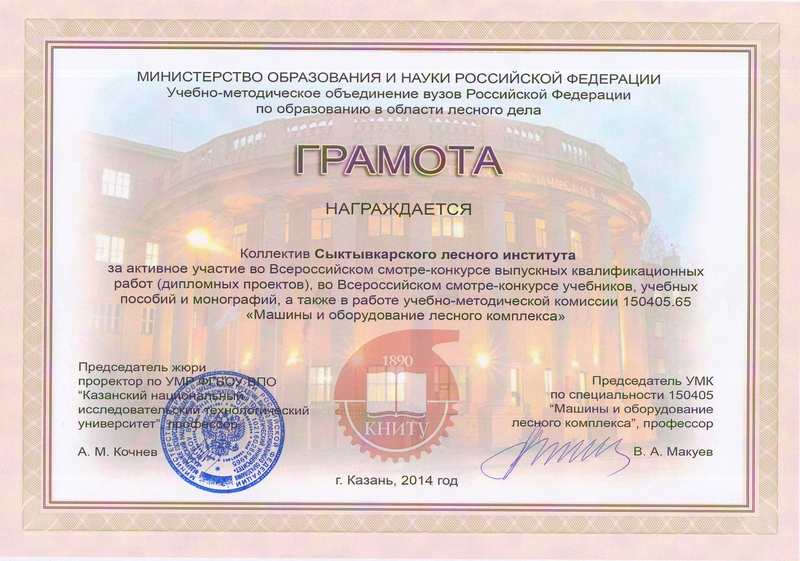 МИНИСТЕРСТВО ОБРАЗОВАНИЯ И НАУКИ РОССИЙСКОЙ ФЕДЕРАЦИИ
Учебно-методическое объединение вузов Российской Федерации
по образованию в области лесного дела
ГРАМОТА
НАГРАЖДАЕТСЯ
Коллектив Сыктывкарского лесного института
за активное участие во Всероссийском смотре-конкурсе выпускных квалификационных
работ (дипломных проектов), во Всероссийском смотре-конкурсе учебников, учебных
пособий и монографий, а также в работе учебно-методической комиссии 150405.65
«Машины и оборудование лесного комплекса»
1890
КНИТУ
Председатель жюри
проректор по УМР ФГБОУ ВПО
“Казанский национальный
исследовательский технологический
университет” профессор
А. М. Кочнев
Председатель УМК
по специальности 150405
“Машины и оборудование
лесного комплекса”, профессор
В. А. Макуев
г. Казань, 2014 год